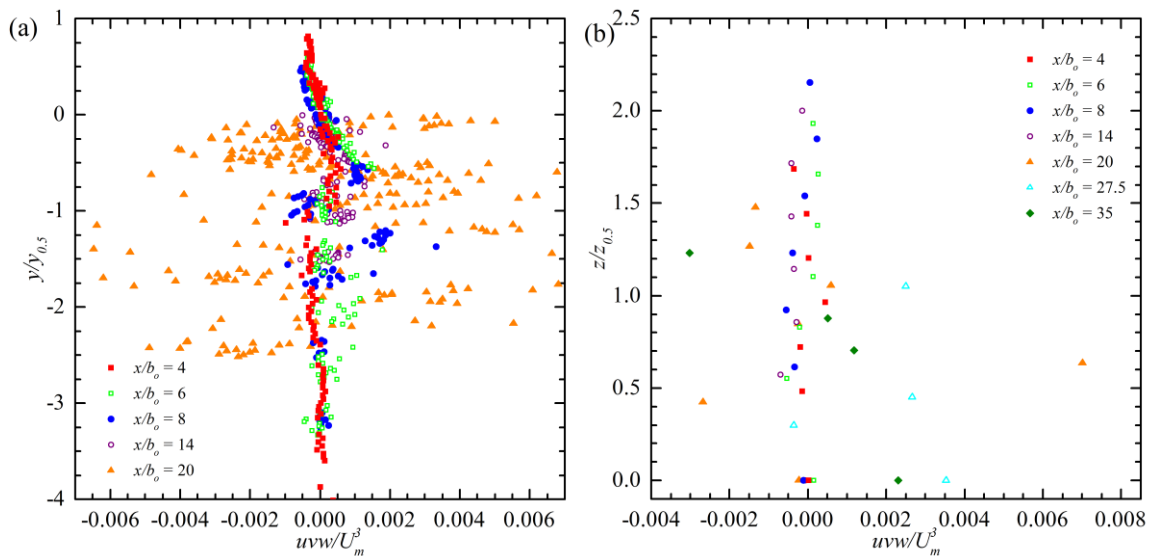 (a)
1
0
-1
-2
-3
-4
y/y0.5
x/bo = 4
x/bo = 6
x/bo = 8
x/bo = 14
x/bo = 20
-0.006 -0.004 -0.002 0.000 0.002 0.004 0.006
uvw/U³m
(b)
2.5
2.0
1.5
1.0
0.5
0.0
z/z0.5
x/bo = 4
x/bo = 6
x/bo = 8
x/bo = 14
x/bo = 20
x/bo = 27.5
x/bo = 35
-0.004 -0.002 0.000 0.002 0.004 0.006 0.008
uvw/U³m